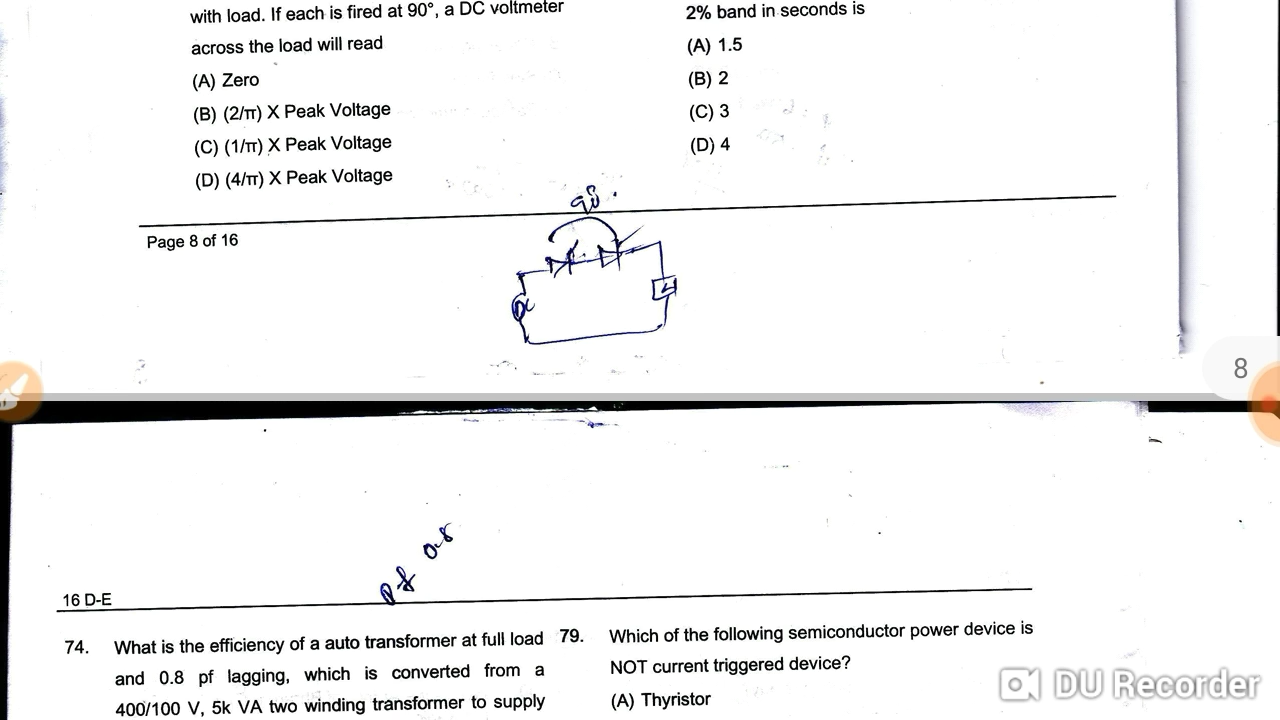 with load. If each is fired at 90°, a DC voltmeter
across the load will read
(A) Zero
(B) (2/π) X Peak Voltage
(C) (1/π) X Peak Voltage
(D) (4/π) X Peak Voltage
2% band in seconds is
(A) 1.5
(B) 2
(C) 3
(D) 4
Page 8 of 16
8
Pf 0.8
16 D-E
74. What is the efficiency of a auto transformer at full load
and 0.8 pf lagging, which is converted from a
400/100 V, 5k VA two winding transformer to supply
79. Which of the following semiconductor power device is
NOT current triggered device?
(A) Thyristor
DU Recorder